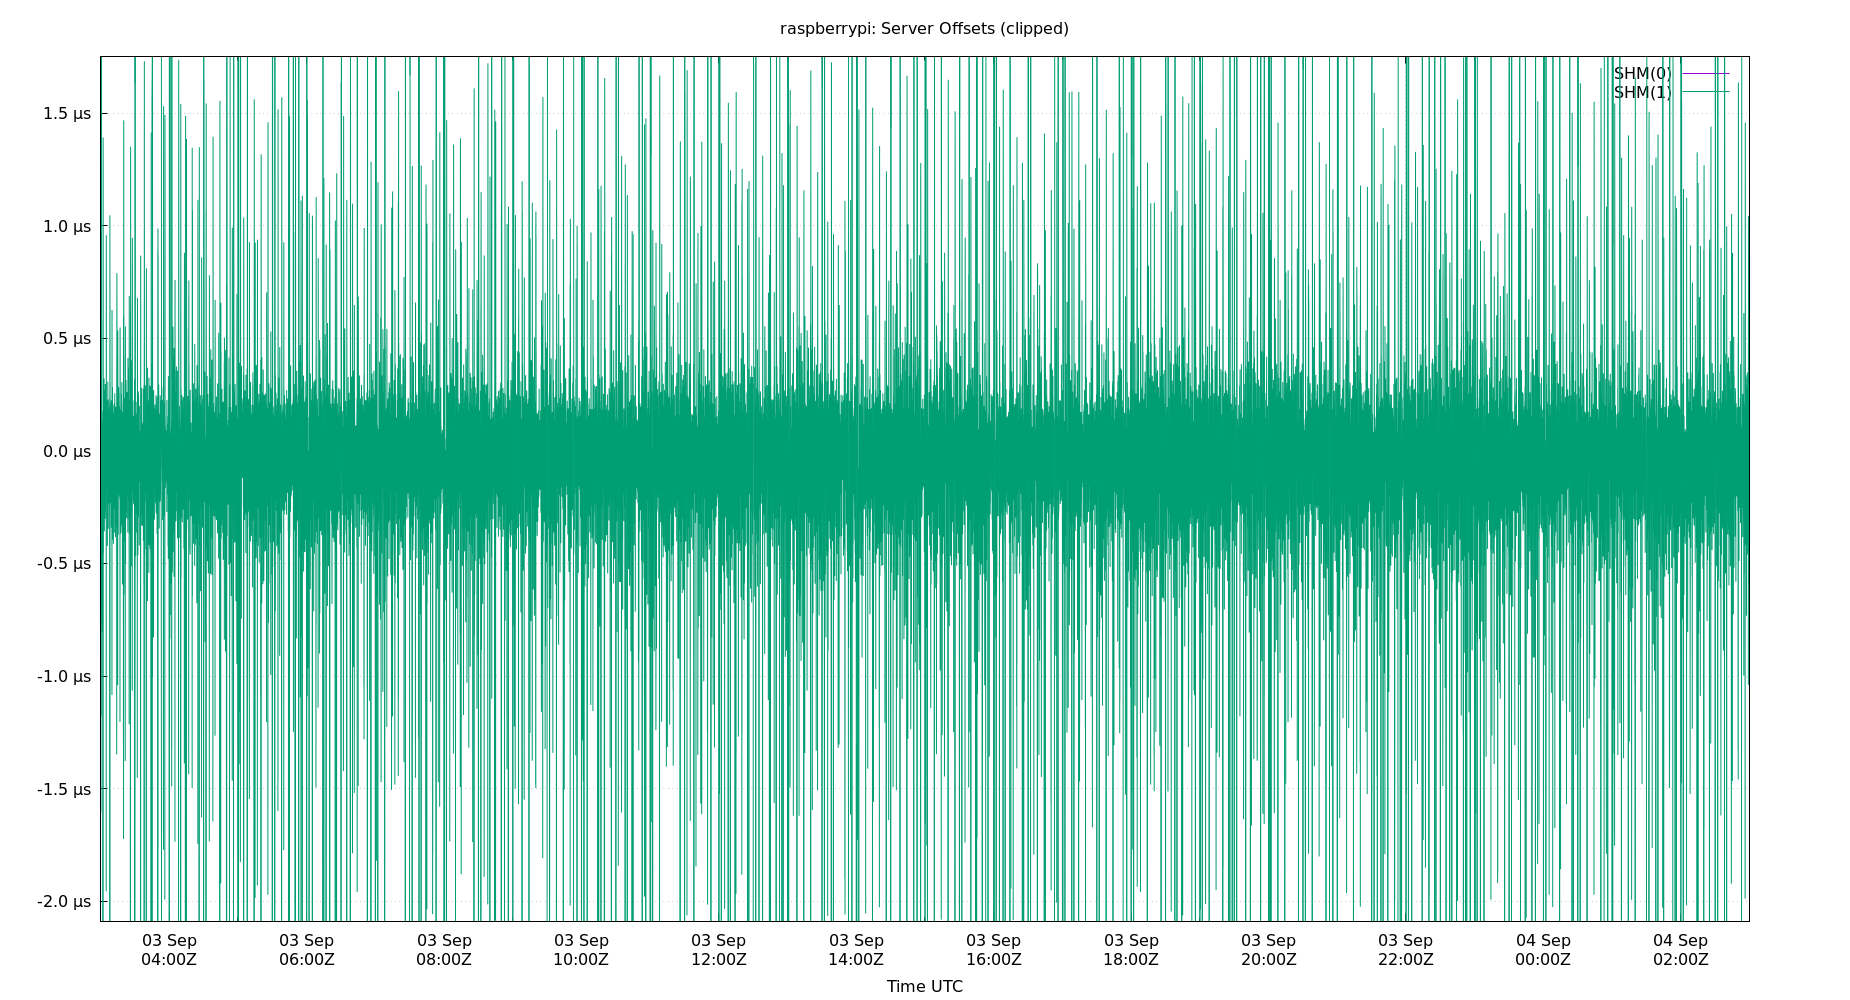 raspberrypi: Server Offsets (clipped)
SHM(0)
SHM(1)
1.5 µs
1.0 µs
0.5 µs
0.0 µs
-0.5 µs
-1.0 µs
-1.5 µs
-2.0 µs
03 Sep 03 Sep 03 Sep 03 Sep 03 Sep 03 Sep 03 Sep 03 Sep 03 Sep 03 Sep 04 Sep 04 Sep
04:00Z 06:00Z 08:00Z 10:00Z 12:00Z 14:00Z 16:00Z 18:00Z 20:00Z 22:00Z 00:00Z 02:00Z
Time UTC